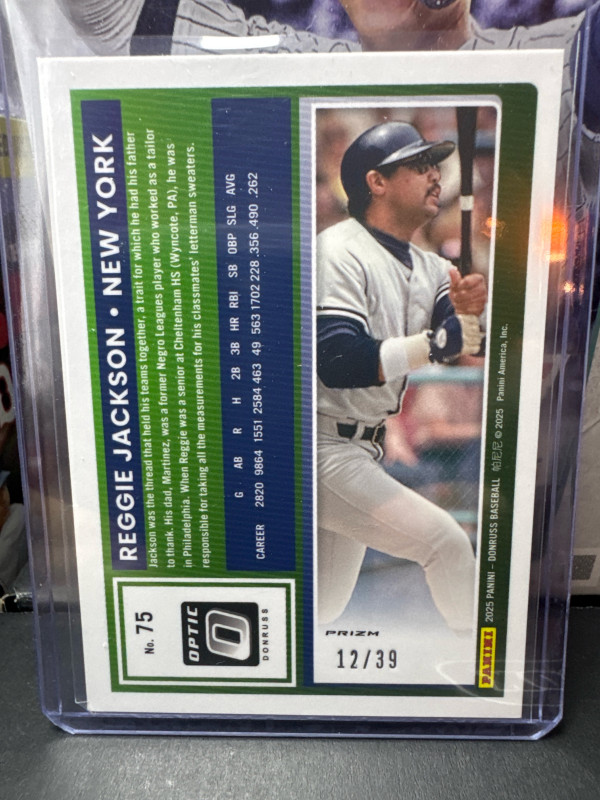 REGGIE JACKSON • NEW YORK
Jackson was the thread that held his teams together, a trait for which he had his father
to thank. His dad, Martinez, was a former Negro Leagues player who worked as a tailor
in Philadelphia. When Reggie was a senior at Cheltenham HS (Wyncote, PA), he was
responsible for taking all the measurements for his classmates' letterman sweaters.
G AB R H 2B 3B HR RBI SB OBP SLG AVG
CAREER 2820 9864 1551 2584 463 49 563 1702 228 .356 .490 .262
No. 75
OPTIC
DONRUSS
PRIZM
12/39
PANINI
2025 PANINI – DONRUSS BASEBALL 帕尼尼 © 2025 Panini America, Inc.